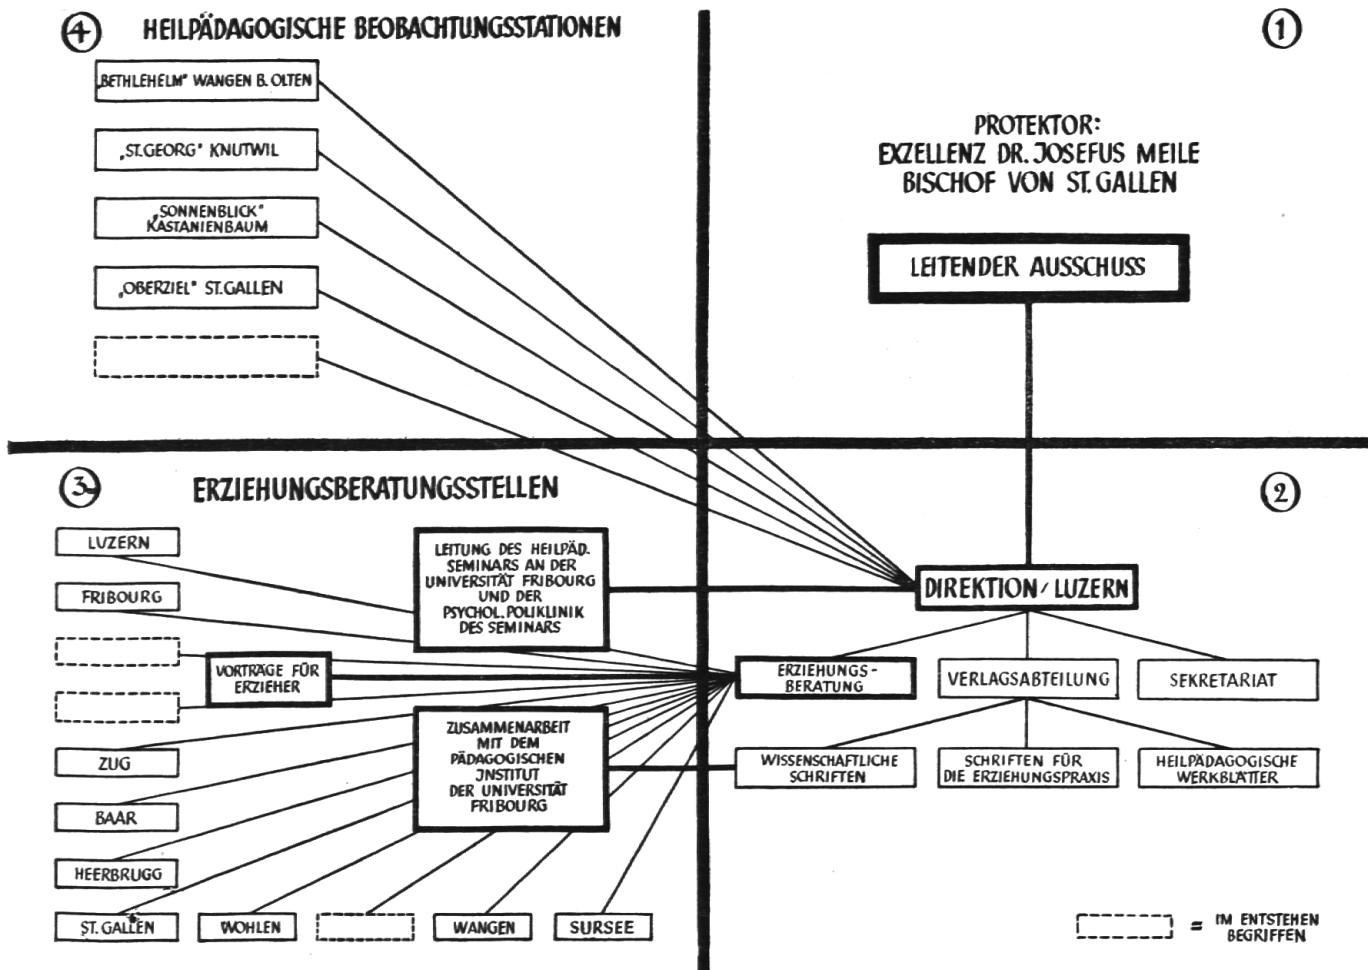 ④ HEILPÄDAGOGISCHE BEOBACHTUNGSSTATIONEN
„BETHLEHELM" WANGEN B. OLTEN
„ST.GEORG" KNUTWIL
„SONNENBLICK"
KASTANIENBAUM
„OBERZIEL" ST.GALLEN
①
PROTEKTOR:
EXZELLENZ DR. JOSEFUS MEILE
BISCHOF VON ST. GALLEN
LEITENDER AUSSCHUSS
③ ERZIEHUNGSBERATUNGSSTELLEN
LUZERN
FRIBOURG
ZUG
BAAR
HEERBRUGG
ST. GALLEN
WOHLEN
WANGEN
SURSEE
LEITUNG DES HEILPÄD.
SEMINARS AN DER
UNIVERSITÄT FRIBOURG
UND DER
PSYCHOL. POLIKLINIK
DES SEMINARS
VORTRÄGE FÜR
ERZIEHER
ZUSAMMENARBEIT
MIT DEM
PÄDAGOGISCHEN
JNSTITUT
DER UNIVERSITÄT
FRIBOURG
②
DIREKTION / LUZERN
ERZIEHUNGS-
BERATUNG
VERLAGSABTEILUNG
SEKRETARIAT
WISSENSCHAFTLICHE
SCHRIFTEN
SCHRIFTEN FÜR
DIE ERZIEHUNGSPRAXIS
HEILPÄDAGOGISCHE
WERKBLÄTTER
= IM ENTSTEHEN
BEGRIFFEN